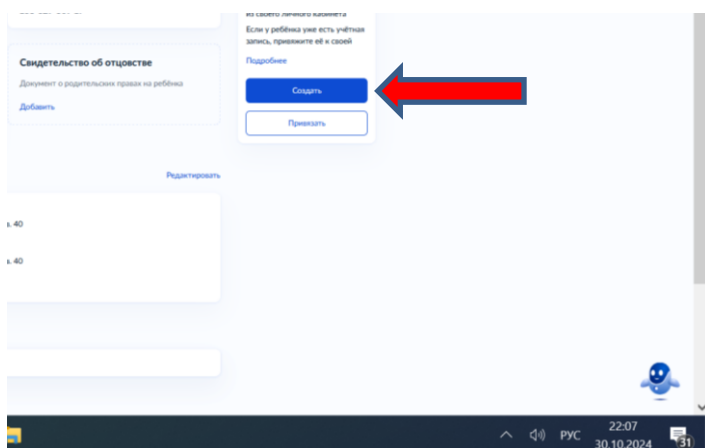 из своего личного кабинета
Если у ребёнка уже есть учётная
запись, привяжите её к своей
Подробнее
Создать
Привязать
Свидетельство об отцовстве
Документ о родительских правах на ребёнка
Добавить
Редактировать
в. 40
в. 40
РУС
22:07
30.10.2024
31